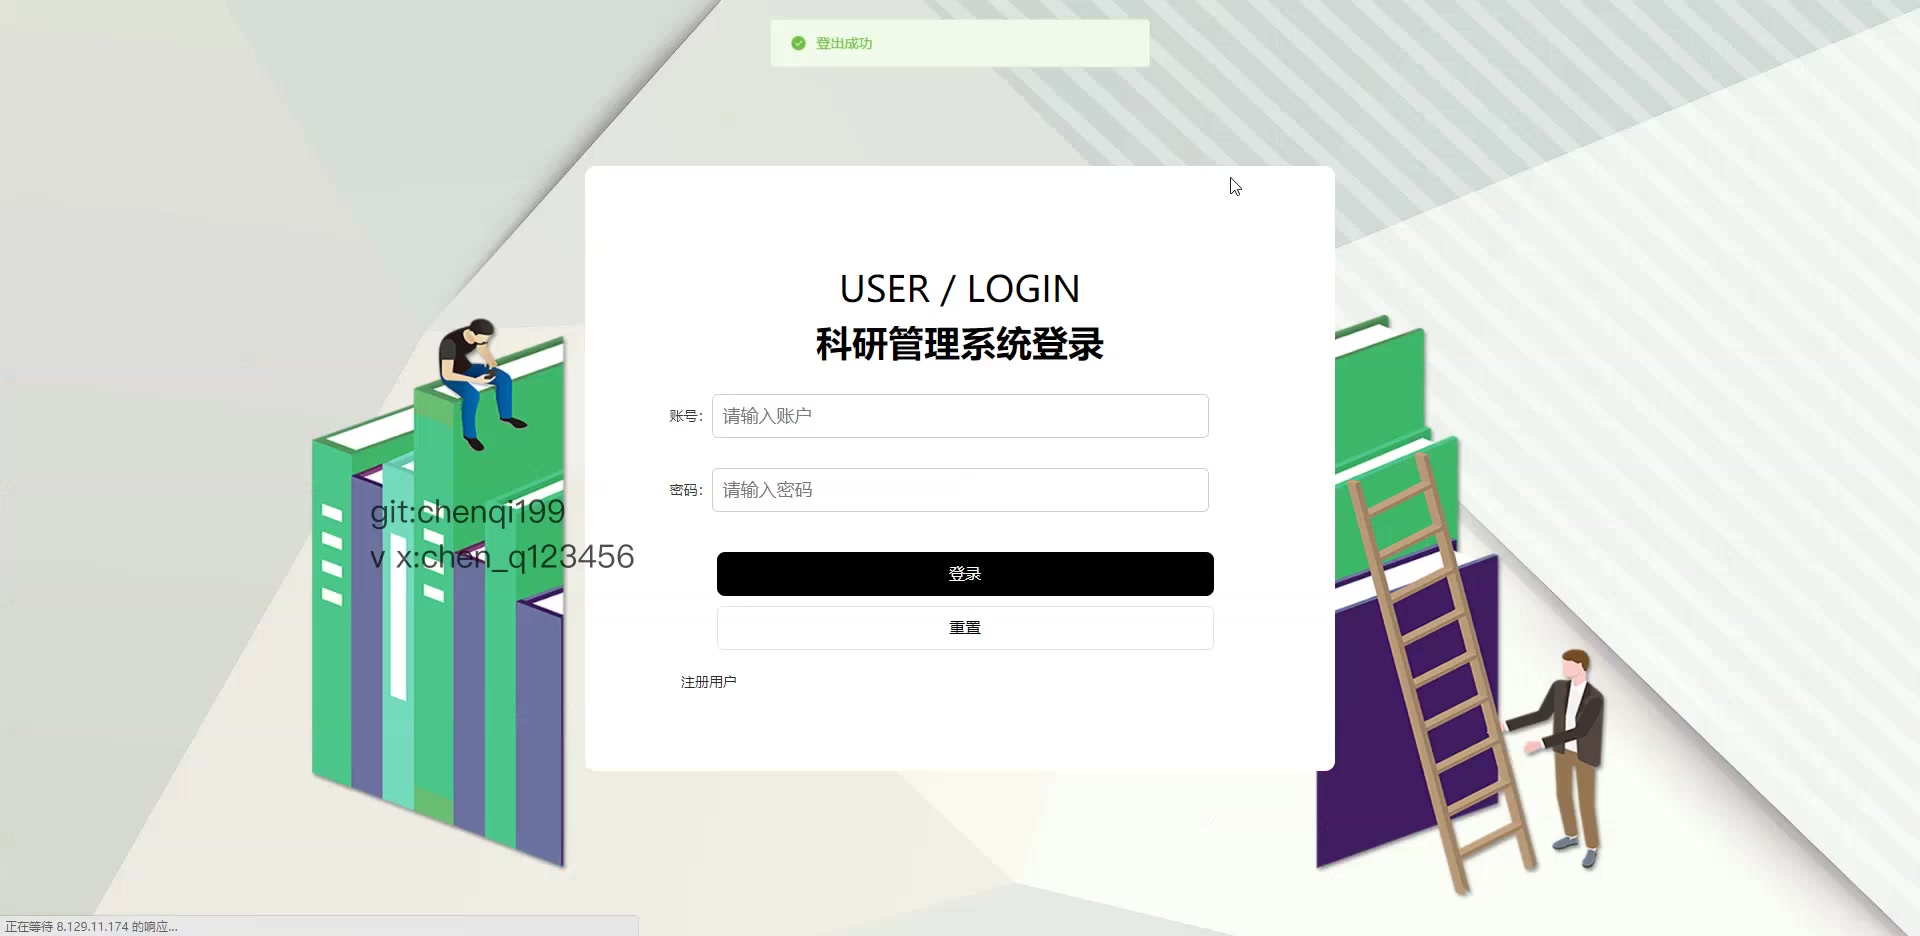 登出成功
USER / LOGIN
科研管理系统登录
账号：
请输入账户
密码：
请输入密码
git:chenqi199
v x:chen_q123456
登录
重置
注册用户
正在等待 8.129.11.174 的响应...